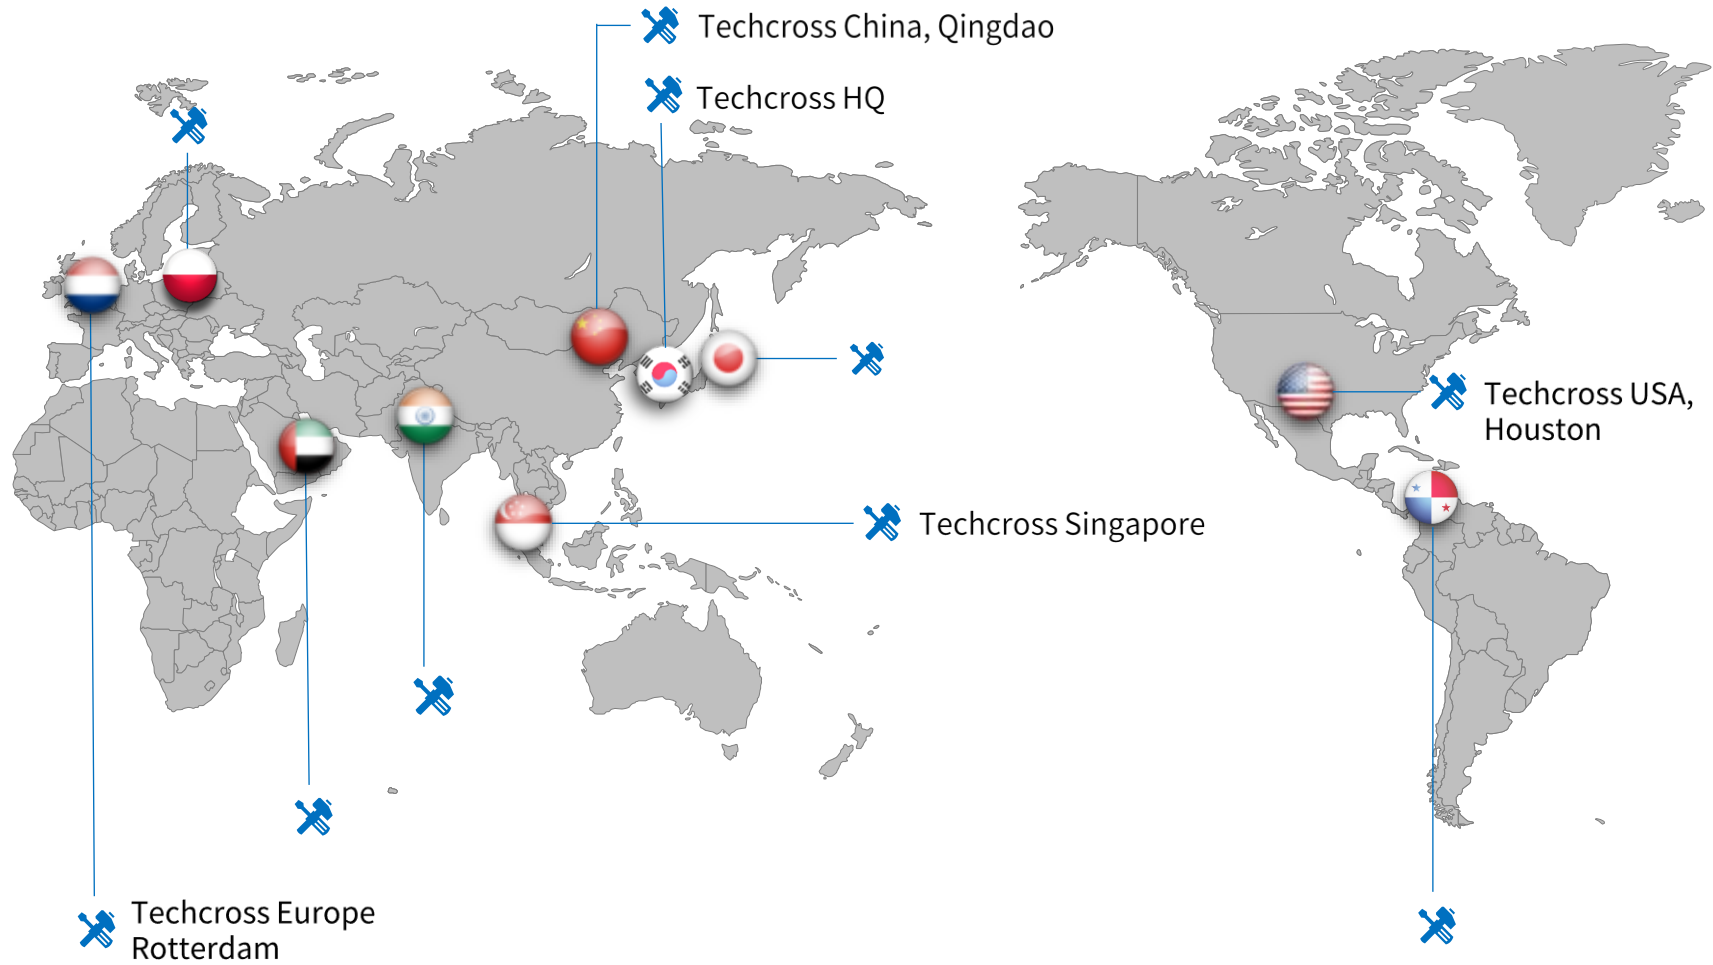 Techcross China, Qingdao
Techcross HQ
Techcross USA,
Houston
Techcross Singapore
Techcross Europe
Rotterdam